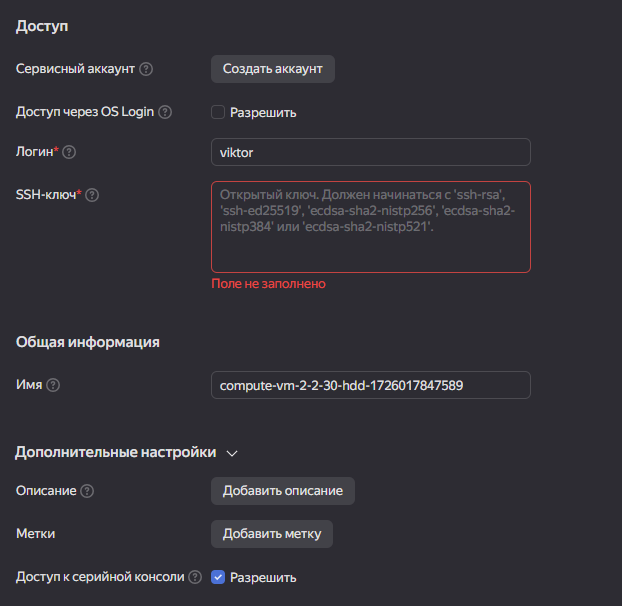 Доступ
Сервисный аккаунт
Создать аккаунт
Доступ через OS Login
Разрешить
Логин*
viktor
SSH-ключ*
Открытый ключ. Должен начинаться с 'ssh-rsa',
'ssh-ed25519', 'ecdsa-sha2-nistp256', 'ecdsa-sha2-
nistp384' или 'ecdsa-sha2-nistp521'.
Поле не заполнено
Общая информация
Имя
compute-vm-2-2-30-hdd-1726017847589
Дополнительные настройки
Описание
Добавить описание
Метки
Добавить метку
Доступ к серийной консоли
Разрешить